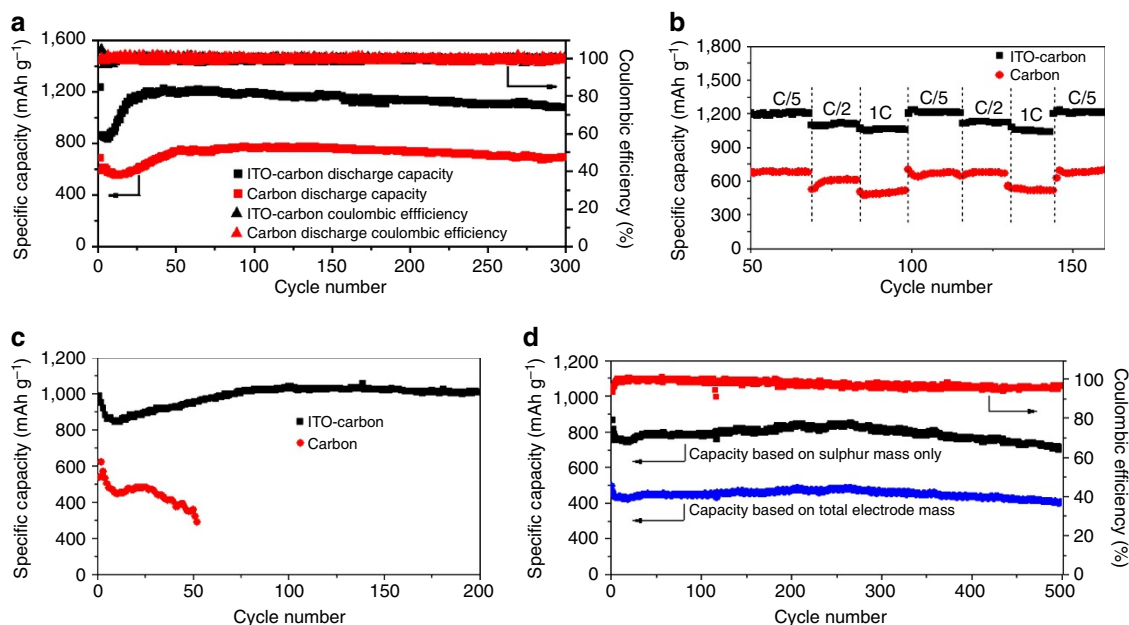 a
Specific capacity (mAh g⁻¹)
1,600
1,200
800
400
0
ITO-carbon discharge capacity
Carbon discharge capacity
ITO-carbon coulombic effficiency
Carbon discharge coulombic efficiency
0 50 100 150 200 250 300
Cycle number
100
80
60
40
20
0
Coulombic efficiency
(%)
b
Specific capacity (mAh g⁻¹)
1,800
1,500
1,200
900
600
300
0
ITO-carbon
Carbon
C/5 C/2 1C C/5 C/2 1C C/5
50 100 150
Cycle number
c
Specific capacity (mAh g⁻¹)
1,200
1,000
800
600
400
200
0
ITO-carbon
Carbon
0 50 100 150 200
Cycle number
d
Specific capacity (mAh g⁻¹)
1,200
1,000
800
600
400
200
0
Capacity based on sulphur mass only
Capacity based on total electrode mass
0 100 200 300 400 500
Cycle number
100
80
60
40
20
0
Coulombic efficiency
(%)